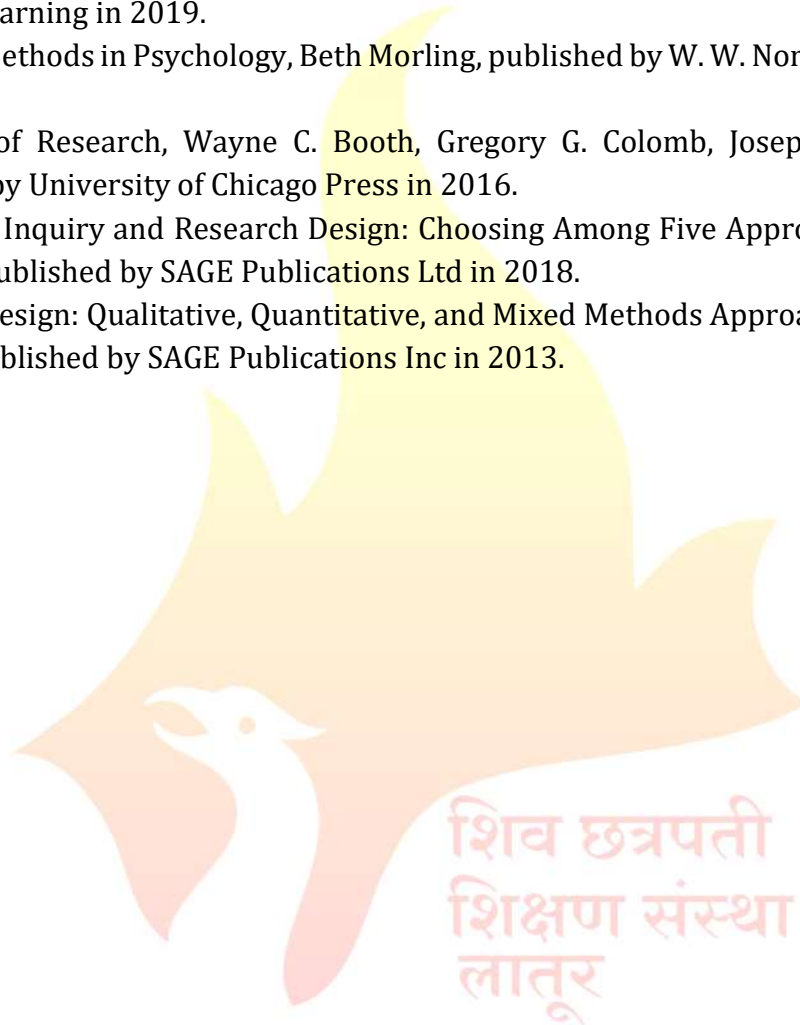 arning in 2019.
ethods in Psychology, Beth Morling, published by W. W. Nor
of Research, Wayne C. Booth, Gregory G. Colomb, Josep
by University of Chicago Press in 2016.
Inquiry and Research Design: Choosing Among Five Appro
ublished by SAGE Publications Ltd in 2018.
esign: Qualitative, Quantitative, and Mixed Methods Approa
blished by SAGE Publications Inc in 2013.
शिव छत्रपती
शिक्षण संस्था
लातूर